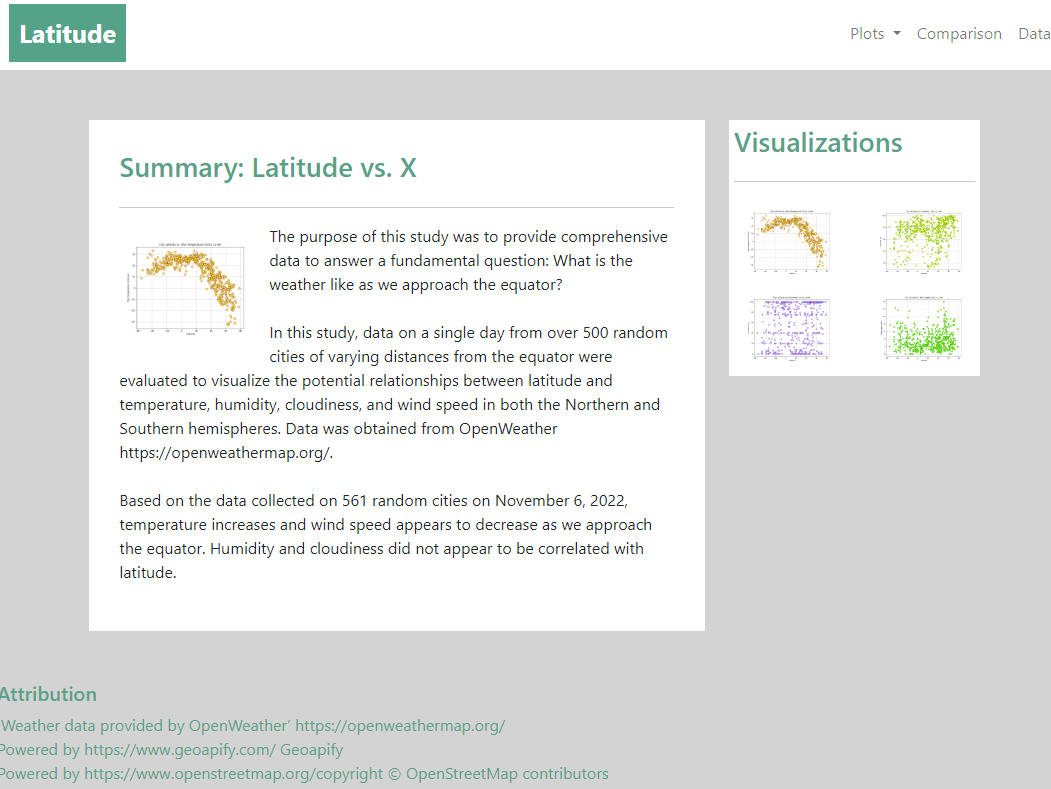 Latitude
Plots
Comparison
Data
Summary: Latitude vs. X
The purpose of this study was to provide comprehensive
data to answer a fundamental question: What is the
weather like as we approach the equator?
In this study, data on a single day from over 500 random
cities of varying distances from the equator were
evaluated to visualize the potential relationships between latitude and
temperature, humidity, cloudiness, and wind speed in both the Northern and
Southern hemispheres. Data was obtained from OpenWeather
https://openweathermap.org/.
Based on the data collected on 561 random cities on November 6, 2022,
temperature increases and wind speed appears to decrease as we approach
the equator. Humidity and cloudiness did not appear to be correlated with
latitude.
Visualizations
Attribution
Weather data provided by OpenWeather’ https://openweathermap.org/
Powered by https://www.geoapify.com/ Geoapify
Powered by https://www.openstreetmap.org/copyright © OpenStreetMap contributors